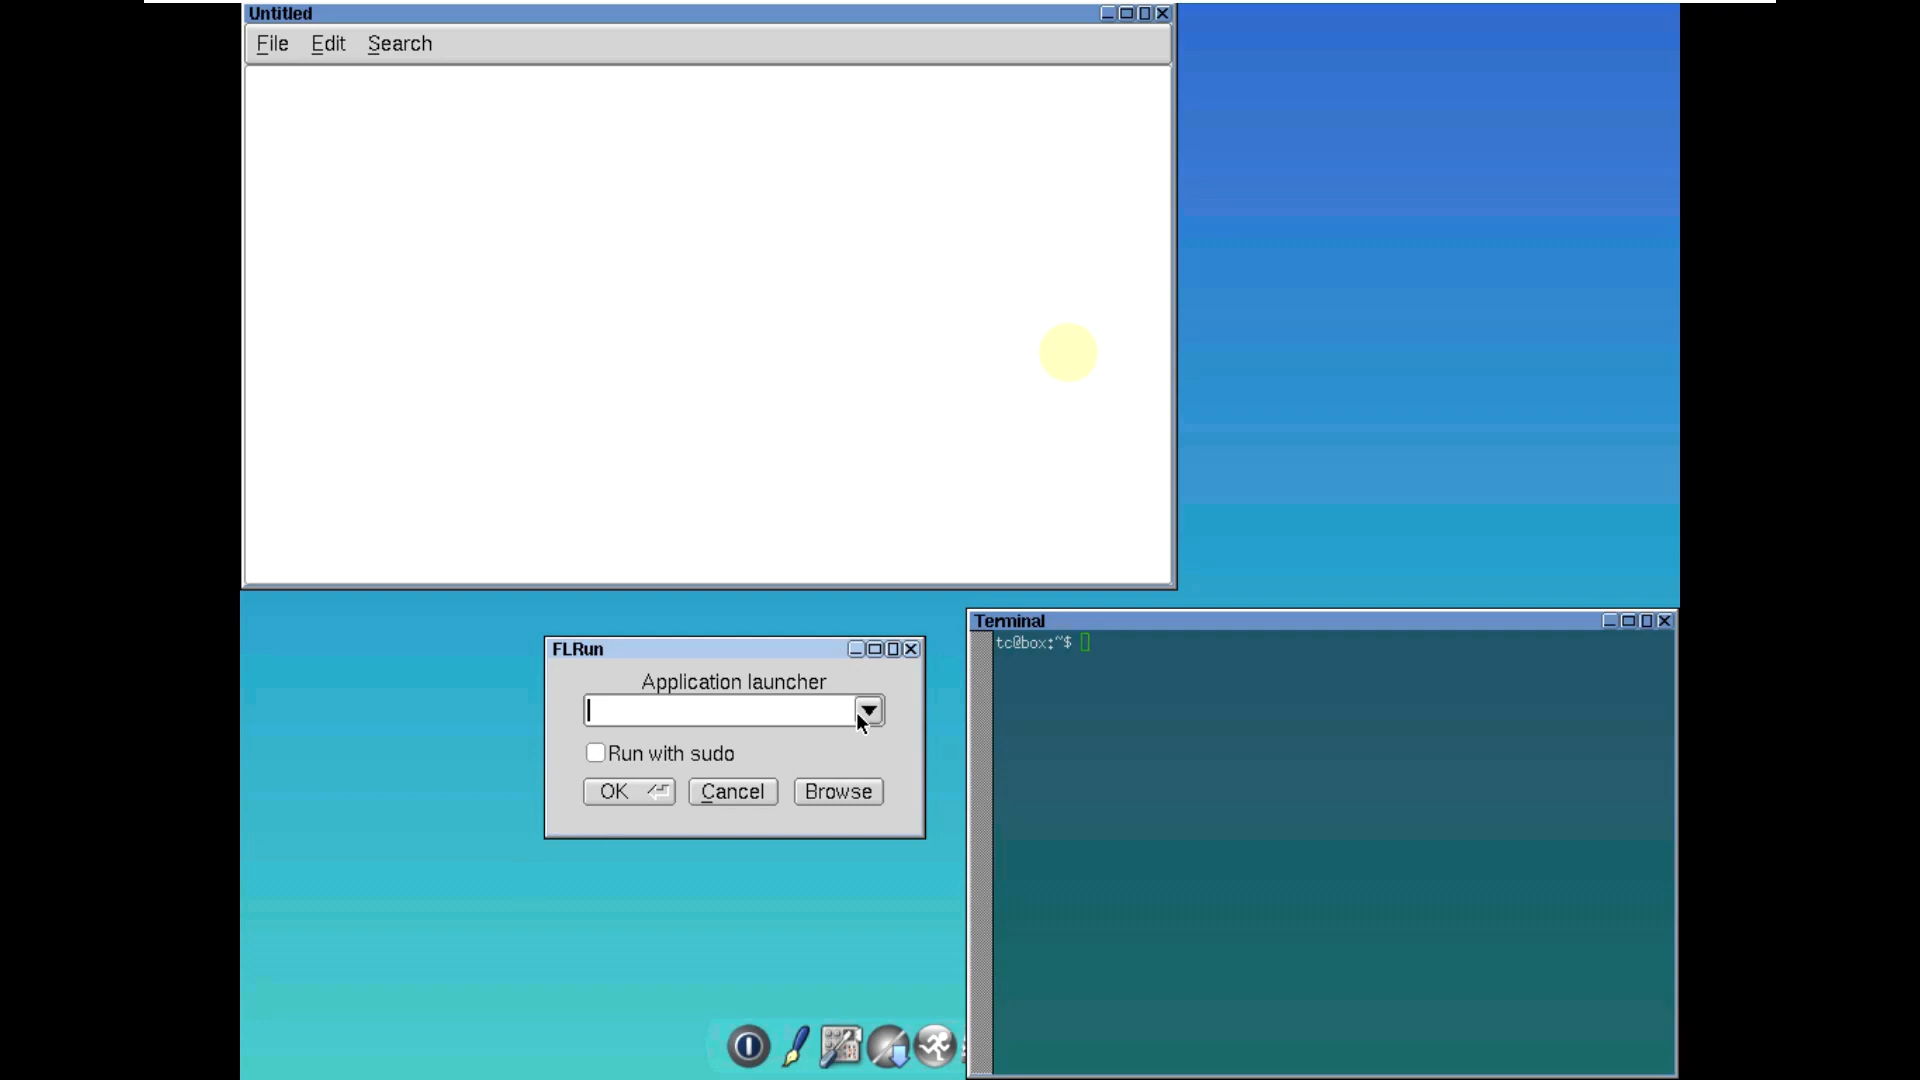 Untitled
File Edit Search
FLRun
Application launcher
Run with sudo
OK Cancel Browse
Terminal
tc@box:~$